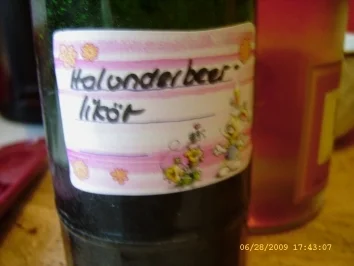 Holunderbeer-
likör
06/28/2009 17:43:07